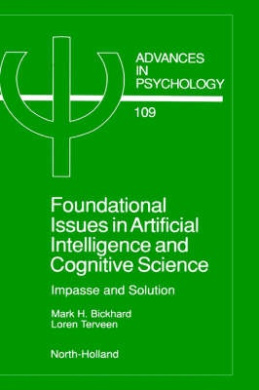 ADVANCES
IN
PSYCHOLOGY
109
Foundational
Issues in Artificial
Intelligence and
Cognitive Science
Impasse and Solution
Mark H. Bickhard
Loren Terveen
North-Holland